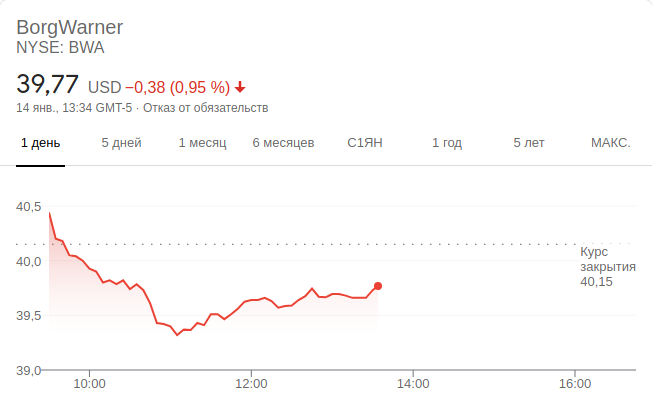 BorgWarner
NYSE: BWA
39,77 USD −0,38 (0,95 %)
14 янв., 13:34 GMT-5 · Отказ от обязательств
1 день 5 дней 1 месяц 6 месяцев С1ЯН 1 год 5 лет МАКС.
40,5
Курс
закрытия
40,15
40,0
39,5
39,0
10:00 12:00 14:00 16:00